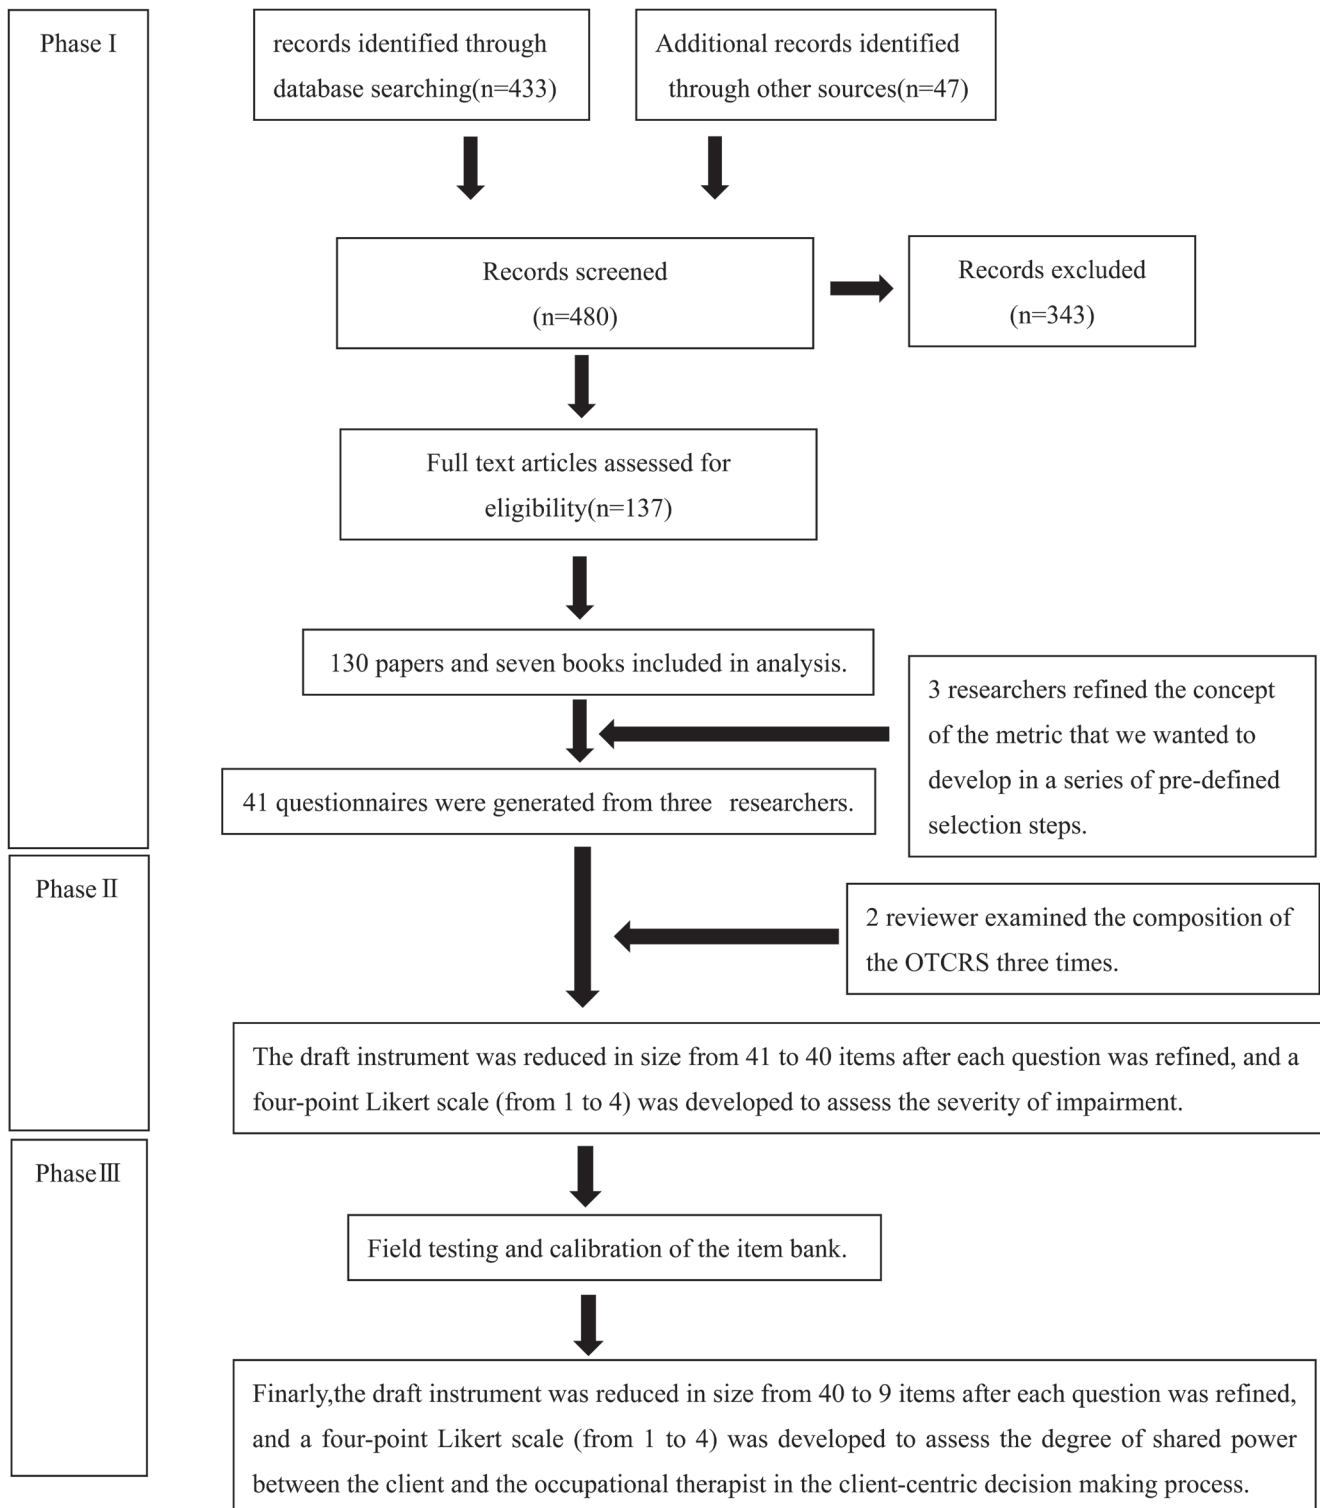 Phase I
records identified through
database searching(n=433)
Additional records identified
through other sources(n=47)
Records screened
(n=480)
Records excluded
(n=343)
Full text articles assessed for
eligibility(n=137)
130 papers and seven books included in analysis.
3 researchers refined the concept
of the metric that we wanted to
develop in a series of pre-defined
selection steps.
41 questionnaires were generated from three researchers.
Phase Ⅱ
2 reviewer examined the composition of
the OTCRS three times.
The draft instrument was reduced in size from 41 to 40 items after each question was refined, and a
four-point Likert scale (from 1 to 4) was developed to assess the severity of impairment.
PhaseⅢ
Field testing and calibration of the item bank.
Finarly,the draft instrument was reduced in size from 40 to 9 items after each question was refined,
and a four-point Likert scale (from 1 to 4) was developed to assess the degree of shared power
between the client and the occupational therapist in the client-centric decision making process.